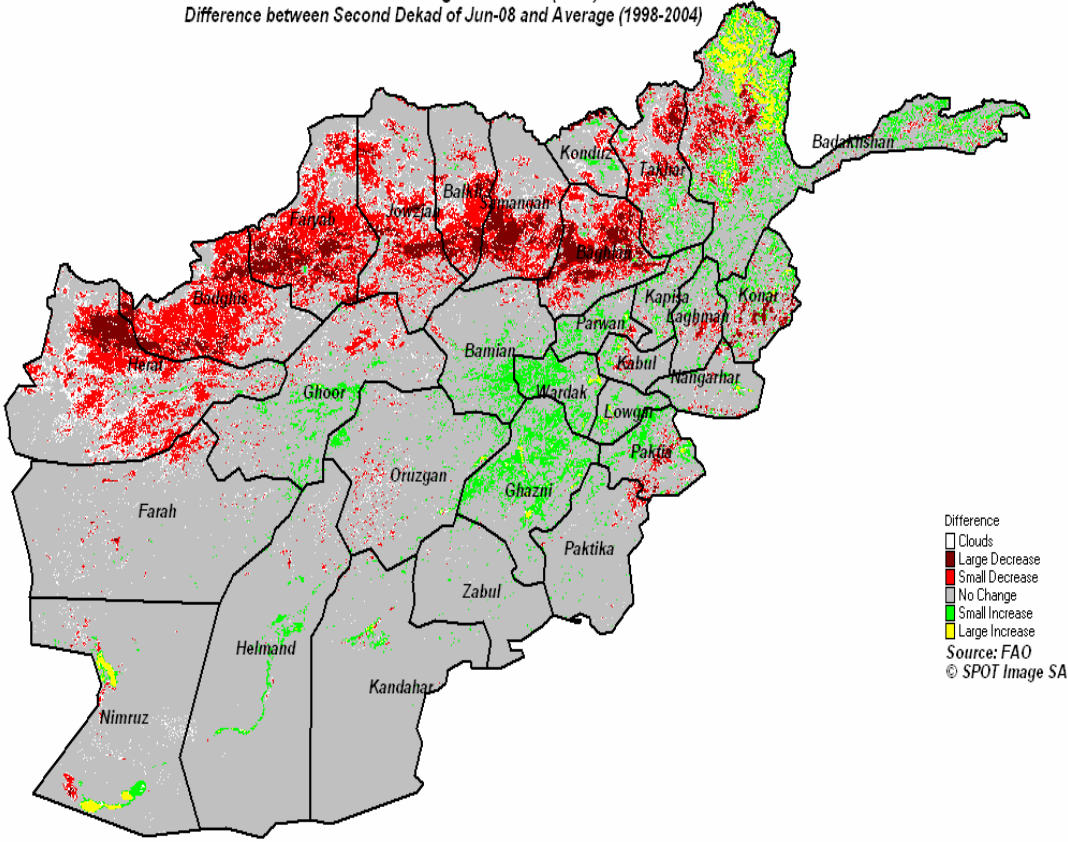 Difference between Second Dekad of Jun-08 and Average (1998-2004)
Badakhshan
Konduz
Takhar
Balkh
Samangan
Jowzjan
Faryab
Baghlan
Badghis
Kapisa
Konar
Laghman
Parwan
Bamian
Kabul
Herat
Nangarhar
Ghoor
Wardak
Lowgar
Paktia
Oruzgan
Ghazni
Farah
Paktika
Zabul
Helmand
Kandahar
Nimruz
Difference
Clouds
Large Decrease
Small Decrease
No Change
Small Increase
Large Increase
Source: FAO
© SPOT Image SA